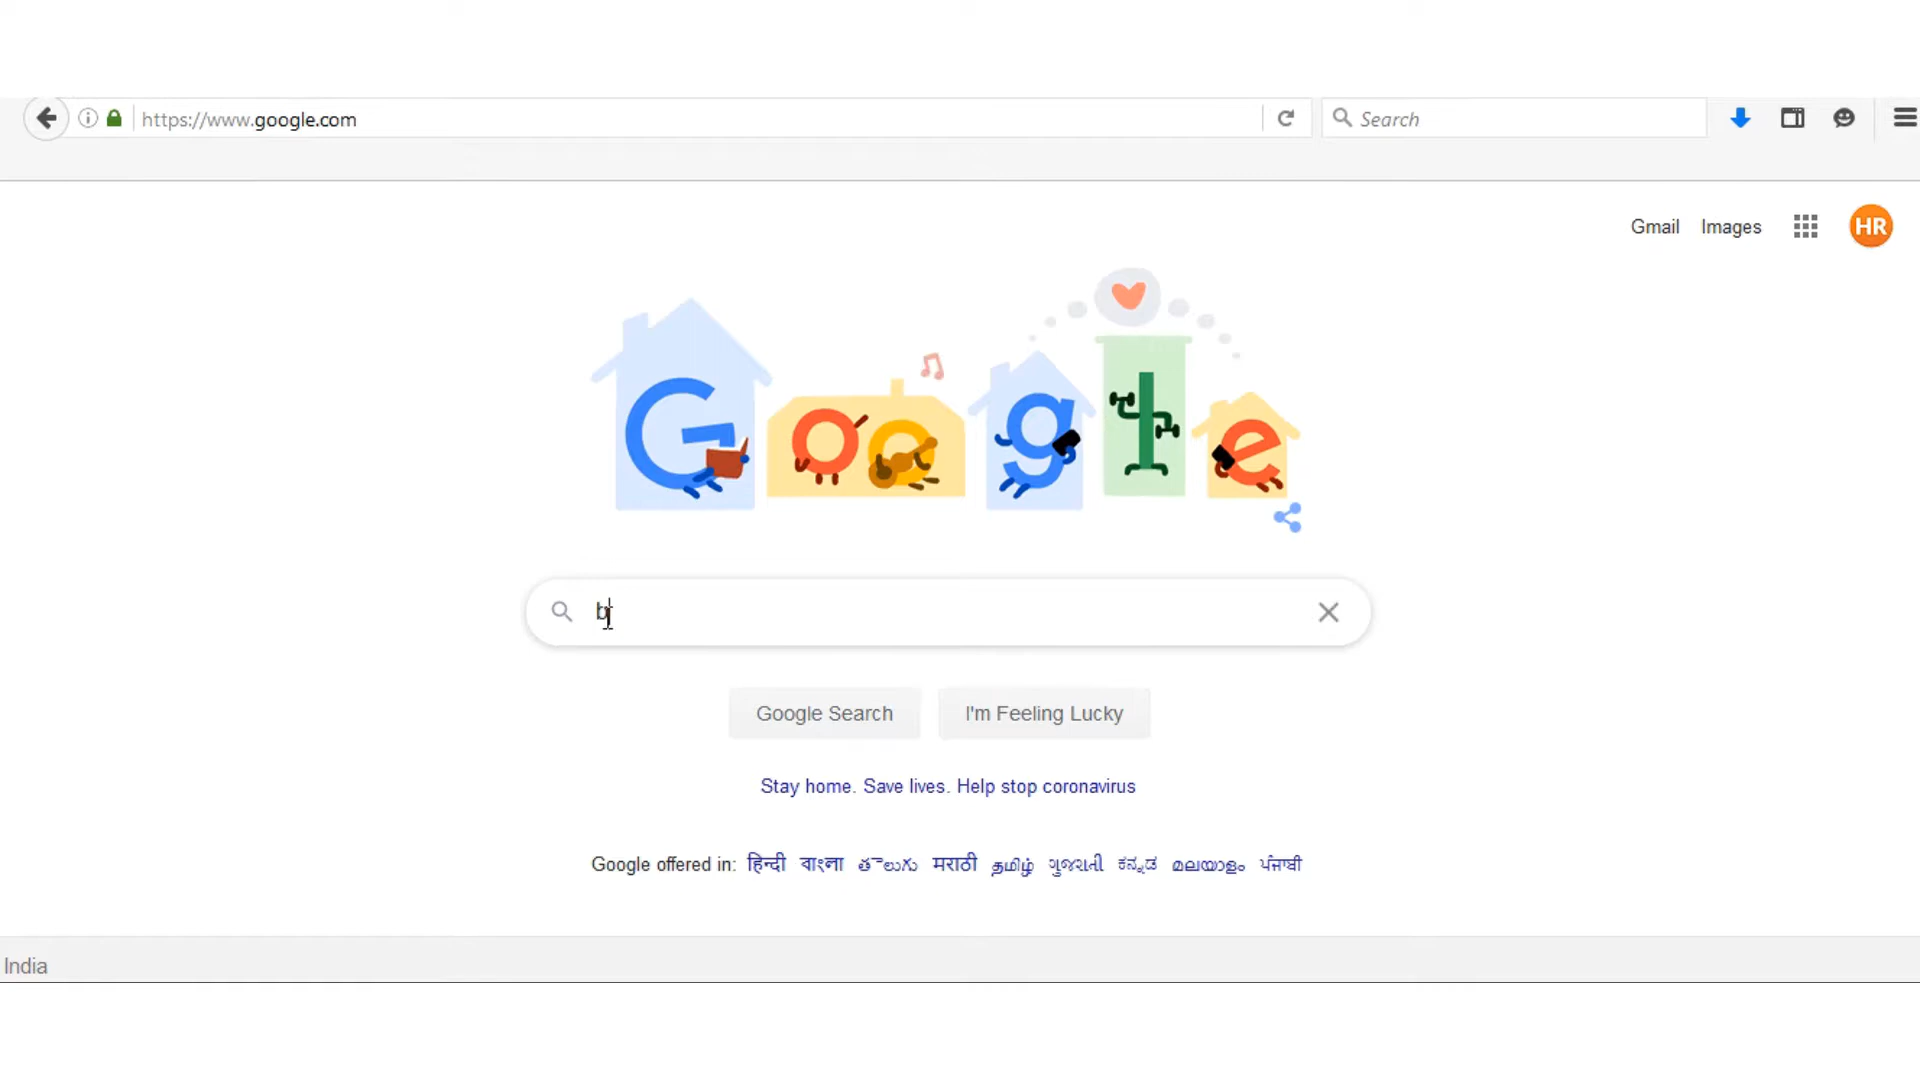 https://www.google.com
Search
Gmail Images HR
Google
b
Google Search I'm Feeling Lucky
Stay home. Save lives. Help stop coronavirus
Google offered in: हिन्दी বাংলা తెలుగు मराठी தமிழ் ગુજરાતી ಕನ್ನಡ മലയാളം ਪੰਜਾਬੀ
India